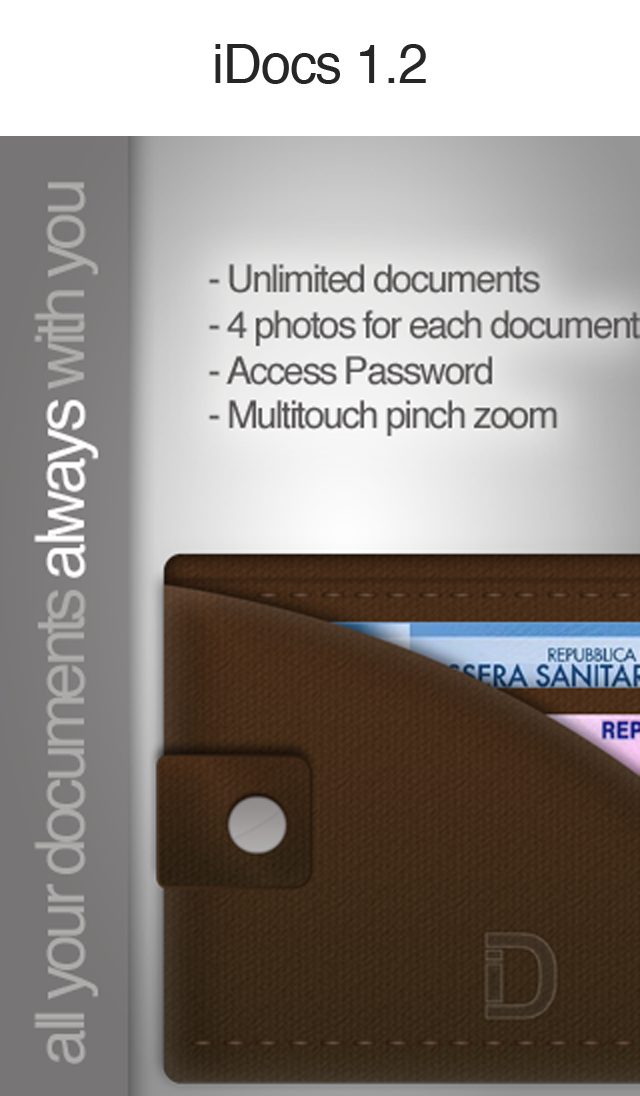 iDocs 1.2
all your documents always with you
- Unlimited documents
- 4 photos for each document
- Access Password
- Multitouch pinch zoom
REPUBBLICA
SANITAR
REP
iD